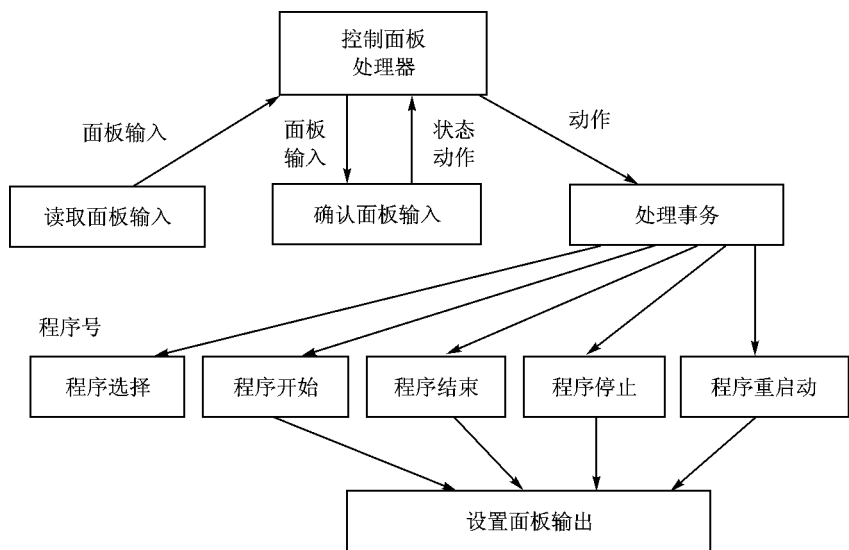 控制面板
处理器
面板输入
面板
输入
状态
动作
动作
读取面板输入
确认面板输入
处理事务
程序号
程序选择
程序开始
程序结束
程序停止
程序重启动
设置面板输出